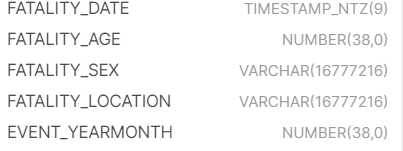 FATALITY_DATE TIMESTAMP_NTZ(9)
FATALITY_AGE NUMBER(38,0)
FATALITY_SEX VARCHAR(16777216)
FATALITY_LOCATION VARCHAR(16777216)
EVENT_YEARMONTH NUMBER(38,0)